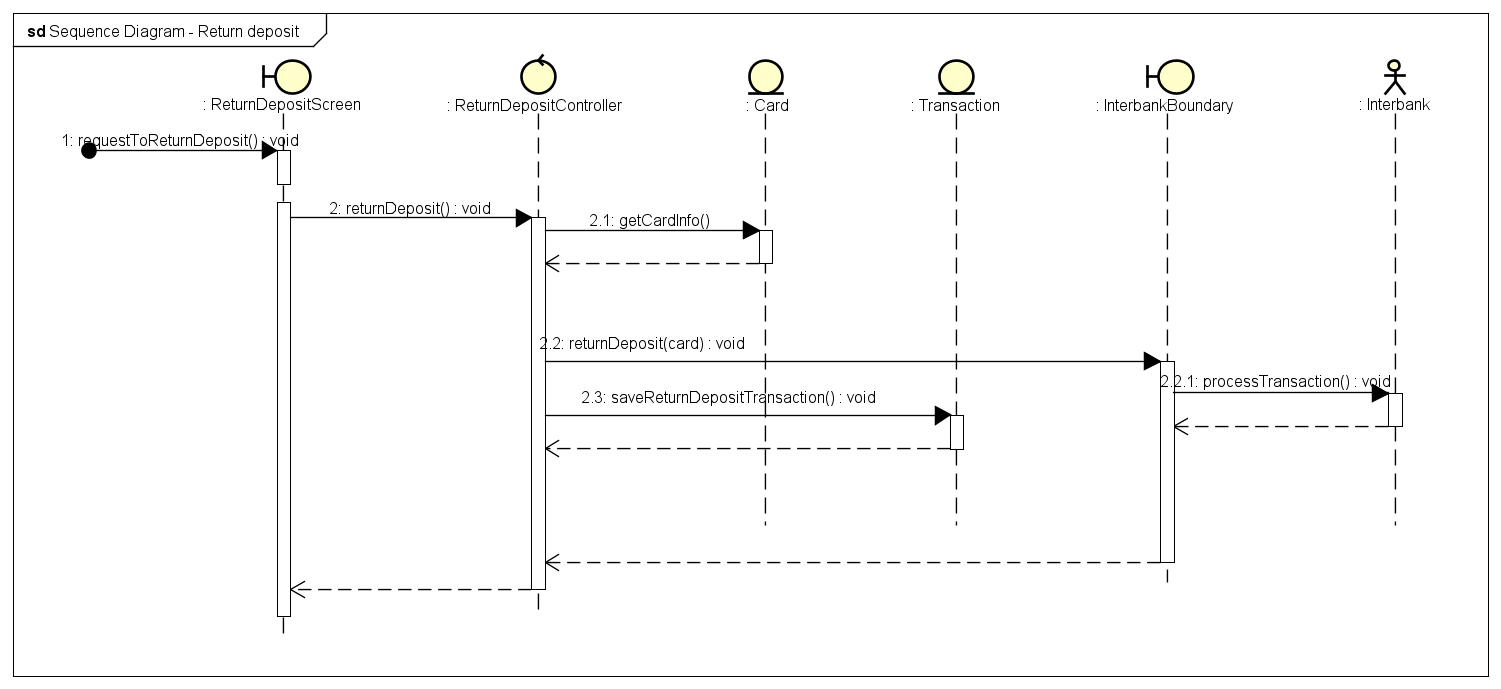 sd Sequence Diagram - Return deposit
: ReturnDepositScreen
: ReturnDepositController
: Card
: Transaction
: InterbankBoundary
: Interbank
1: requestToReturnDeposit() : void
2: returnDeposit() : void
2.1: getCardInfo()
2.2: returnDeposit(card) : void
2.2.1: processTransaction() : void
2.3: saveReturnDepositTransaction() : void